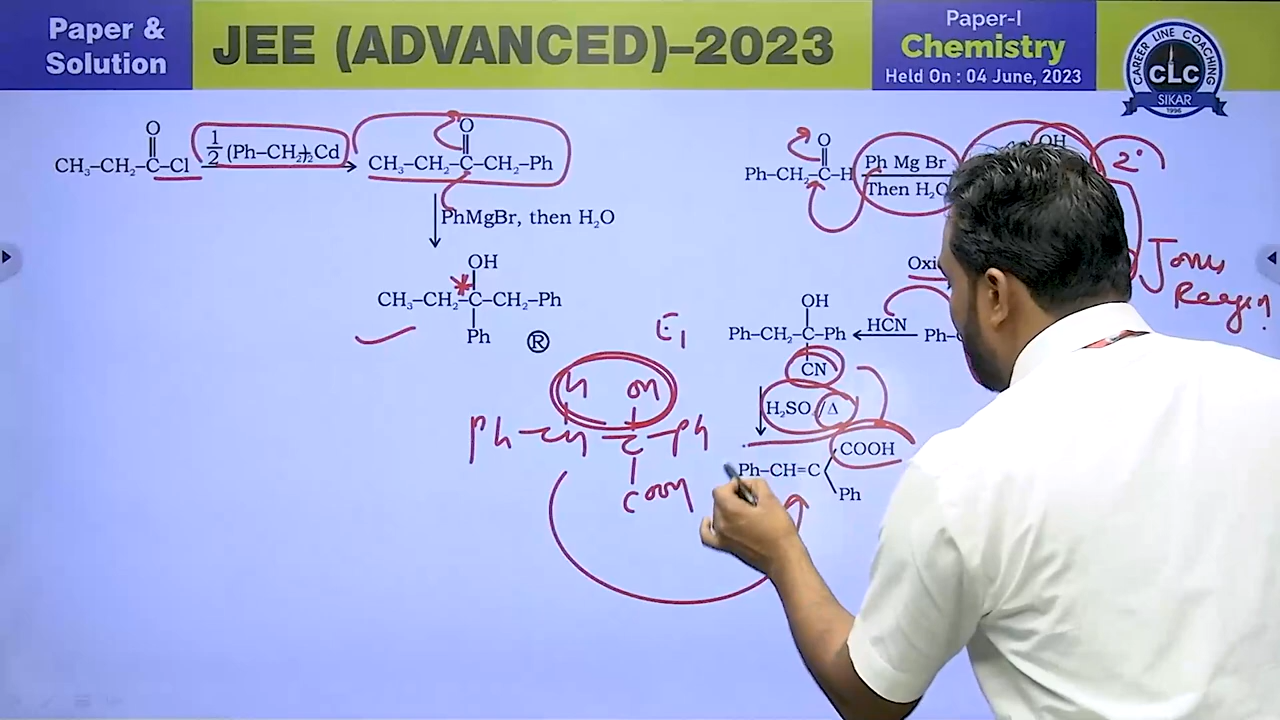 Paper &
Solution
JEE (ADVANCED)–2023
Paper-I
Chemistry
Held On : 04 June, 2023
CAREER LINE COACHING
CLC
SIKAR
1996
O
CH₃–CH₂–C–Cl
1/2 (Ph–CH₂)₂Cd
O
CH₃–CH₂–C–CH₂–Ph
PhMgBr, then H₂O
OH
CH₃–CH₂–C–CH₂–Ph
Ph
Ⓡ
O
Ph–CH₂–C–H
Ph Mg Br
Then H₂O
OH
2°
Jones
Reagen
HCN
OH
Ph–CH₂–C–Ph
CN
H₂SO₄/Δ
COOH
Ph–CH=C
Ph
E₁
H OH
Ph–CH–C–Ph
COOH